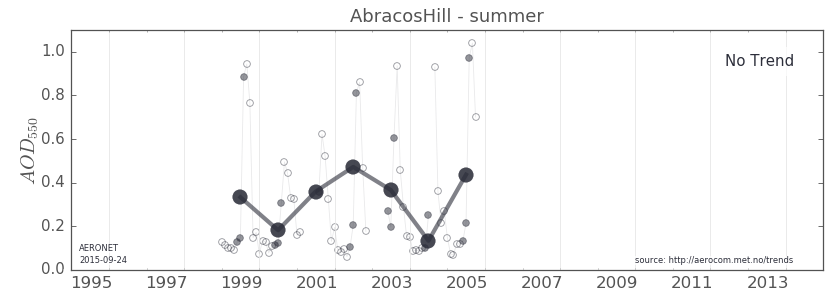 AbracosHill - summer
No Trend
AOD550
1.0
0.8
0.6
0.4
0.2
0.0
AERONET
2015-09-24
source: http://aerocom.met.no/trends
1995 1997 1999 2001 2003 2005 2007 2009 2011 2013